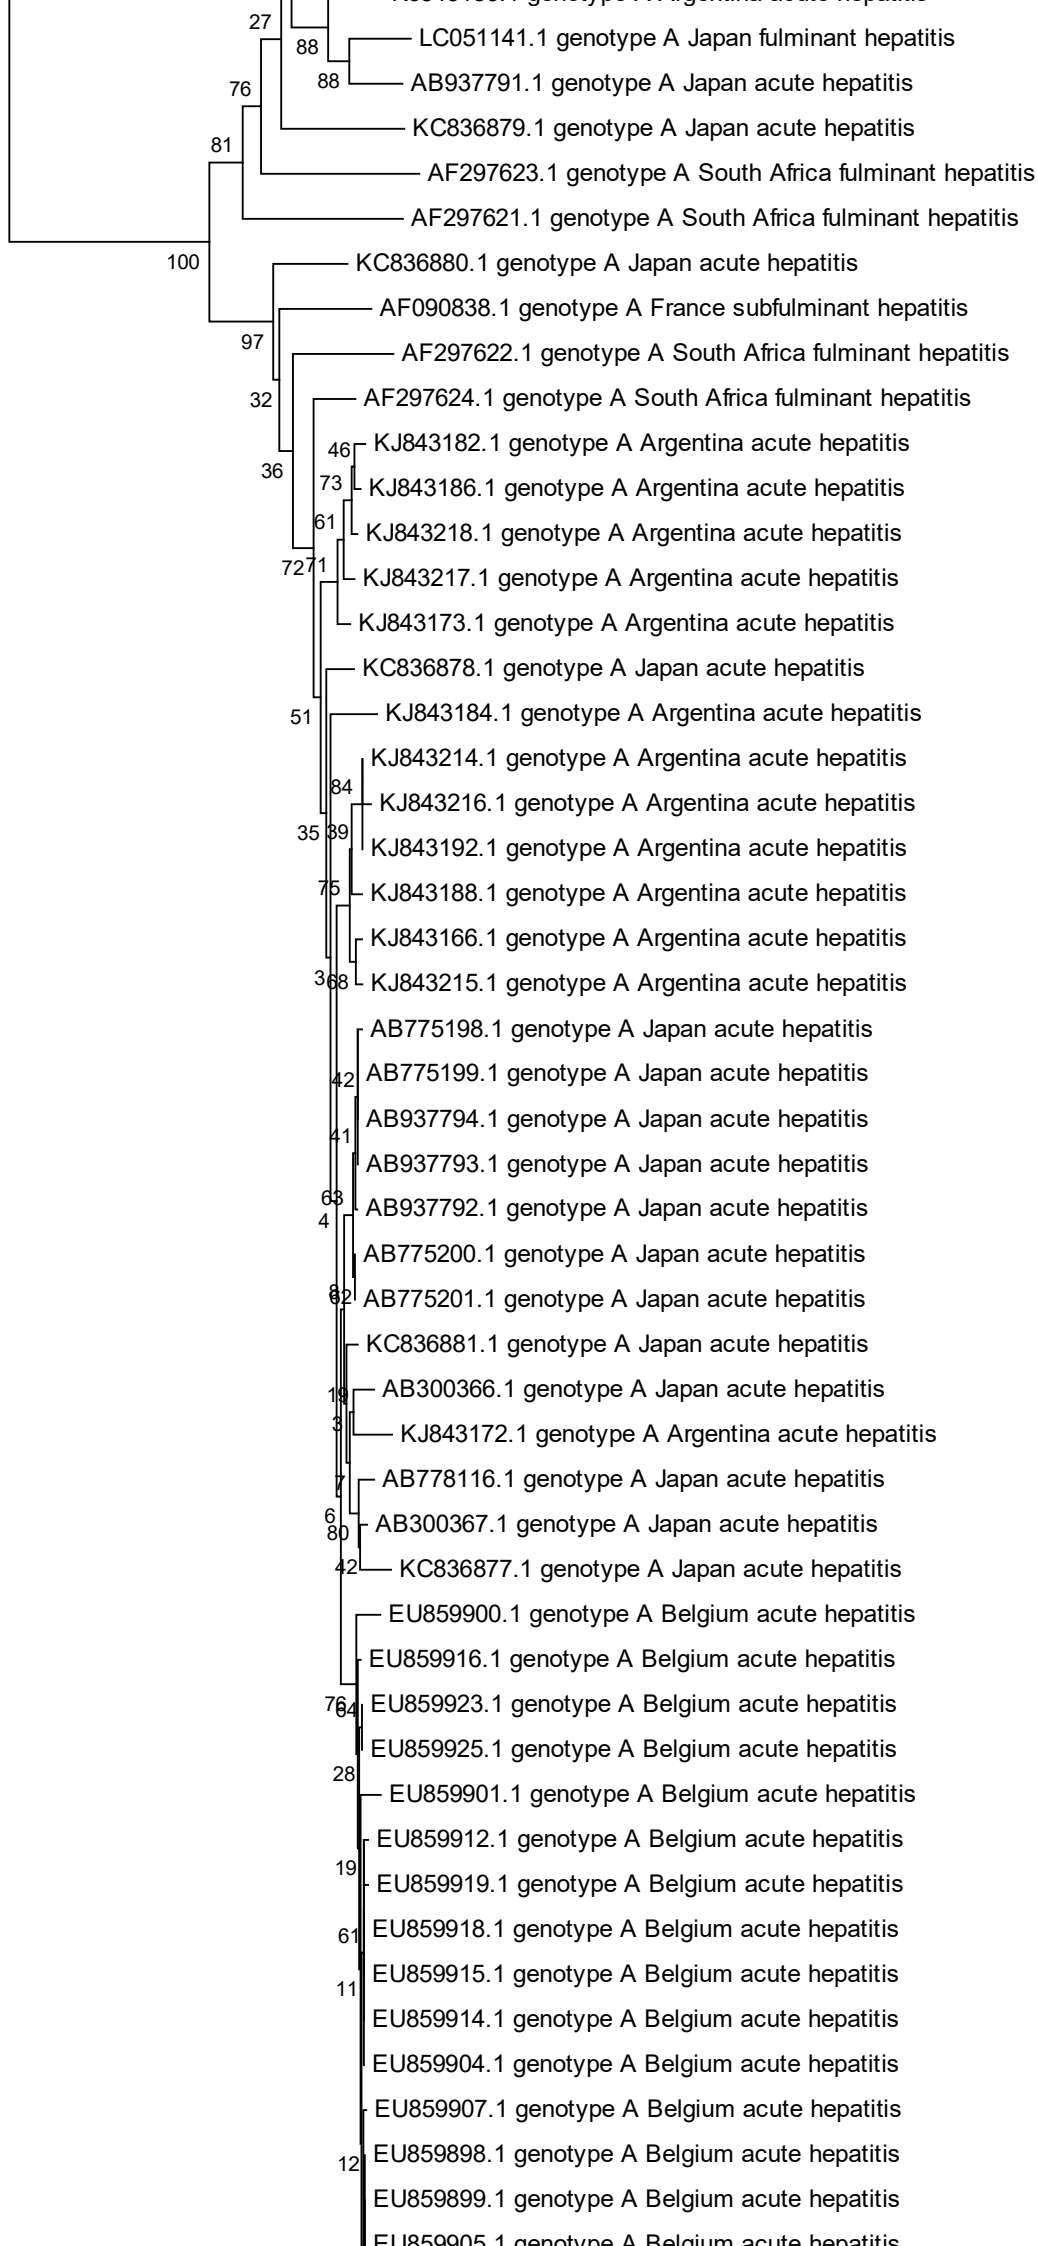 genotype A Argentina acute hepatitis
27
88
LC051141.1 genotype A Japan fulminant hepatitis
88
AB937791.1 genotype A Japan acute hepatitis
76
KC836879.1 genotype A Japan acute hepatitis
81
AF297623.1 genotype A South Africa fulminant hepatitis
AF297621.1 genotype A South Africa fulminant hepatitis
100
KC836880.1 genotype A Japan acute hepatitis
AF090838.1 genotype A France subfulminant hepatitis
97
AF297622.1 genotype A South Africa fulminant hepatitis
32
AF297624.1 genotype A South Africa fulminant hepatitis
46
KJ843182.1 genotype A Argentina acute hepatitis
36
73
KJ843186.1 genotype A Argentina acute hepatitis
61
KJ843218.1 genotype A Argentina acute hepatitis
72
71
KJ843217.1 genotype A Argentina acute hepatitis
KJ843173.1 genotype A Argentina acute hepatitis
KC836878.1 genotype A Japan acute hepatitis
51
KJ843184.1 genotype A Argentina acute hepatitis
KJ843214.1 genotype A Argentina acute hepatitis
84
KJ843216.1 genotype A Argentina acute hepatitis
35
39
KJ843192.1 genotype A Argentina acute hepatitis
75
KJ843188.1 genotype A Argentina acute hepatitis
KJ843166.1 genotype A Argentina acute hepatitis
3
68
KJ843215.1 genotype A Argentina acute hepatitis
AB775198.1 genotype A Japan acute hepatitis
42
AB775199.1 genotype A Japan acute hepatitis
AB937794.1 genotype A Japan acute hepatitis
41
AB937793.1 genotype A Japan acute hepatitis
63
AB937792.1 genotype A Japan acute hepatitis
4
AB775200.1 genotype A Japan acute hepatitis
8
62
AB775201.1 genotype A Japan acute hepatitis
KC836881.1 genotype A Japan acute hepatitis
19
AB300366.1 genotype A Japan acute hepatitis
3
KJ843172.1 genotype A Argentina acute hepatitis
7
AB778116.1 genotype A Japan acute hepatitis
6
80
AB300367.1 genotype A Japan acute hepatitis
42
KC836877.1 genotype A Japan acute hepatitis
EU859900.1 genotype A Belgium acute hepatitis
EU859916.1 genotype A Belgium acute hepatitis
76
64
EU859923.1 genotype A Belgium acute hepatitis
EU859925.1 genotype A Belgium acute hepatitis
28
EU859901.1 genotype A Belgium acute hepatitis
EU859912.1 genotype A Belgium acute hepatitis
19
EU859919.1 genotype A Belgium acute hepatitis
61
EU859918.1 genotype A Belgium acute hepatitis
11
EU859915.1 genotype A Belgium acute hepatitis
EU859914.1 genotype A Belgium acute hepatitis
EU859904.1 genotype A Belgium acute hepatitis
EU859907.1 genotype A Belgium acute hepatitis
12
EU859898.1 genotype A Belgium acute hepatitis
EU859899.1 genotype A Belgium acute hepatitis
EU859905.1 genotype A Belgium acute hepatitis